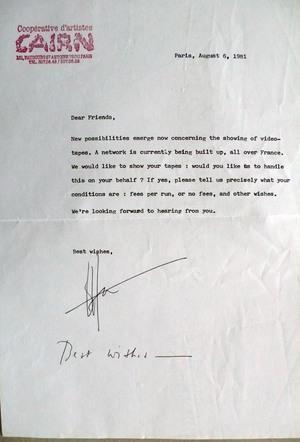 Coopérative d'artistes
CAIRN
Paris, August 6, 1981
Dear Friends,
New possibilities emerge now concerning the showing of video-
tapes. A network is currently being built up, all over France.
We would like to show your tapes : would you like us to handle
this on your behalf ? If yes, please tell us precisely what your
conditions are : fees per run, or no fees, and other wishes.
We're looking forward to hearing from you.
Best wishes,
Best wishes